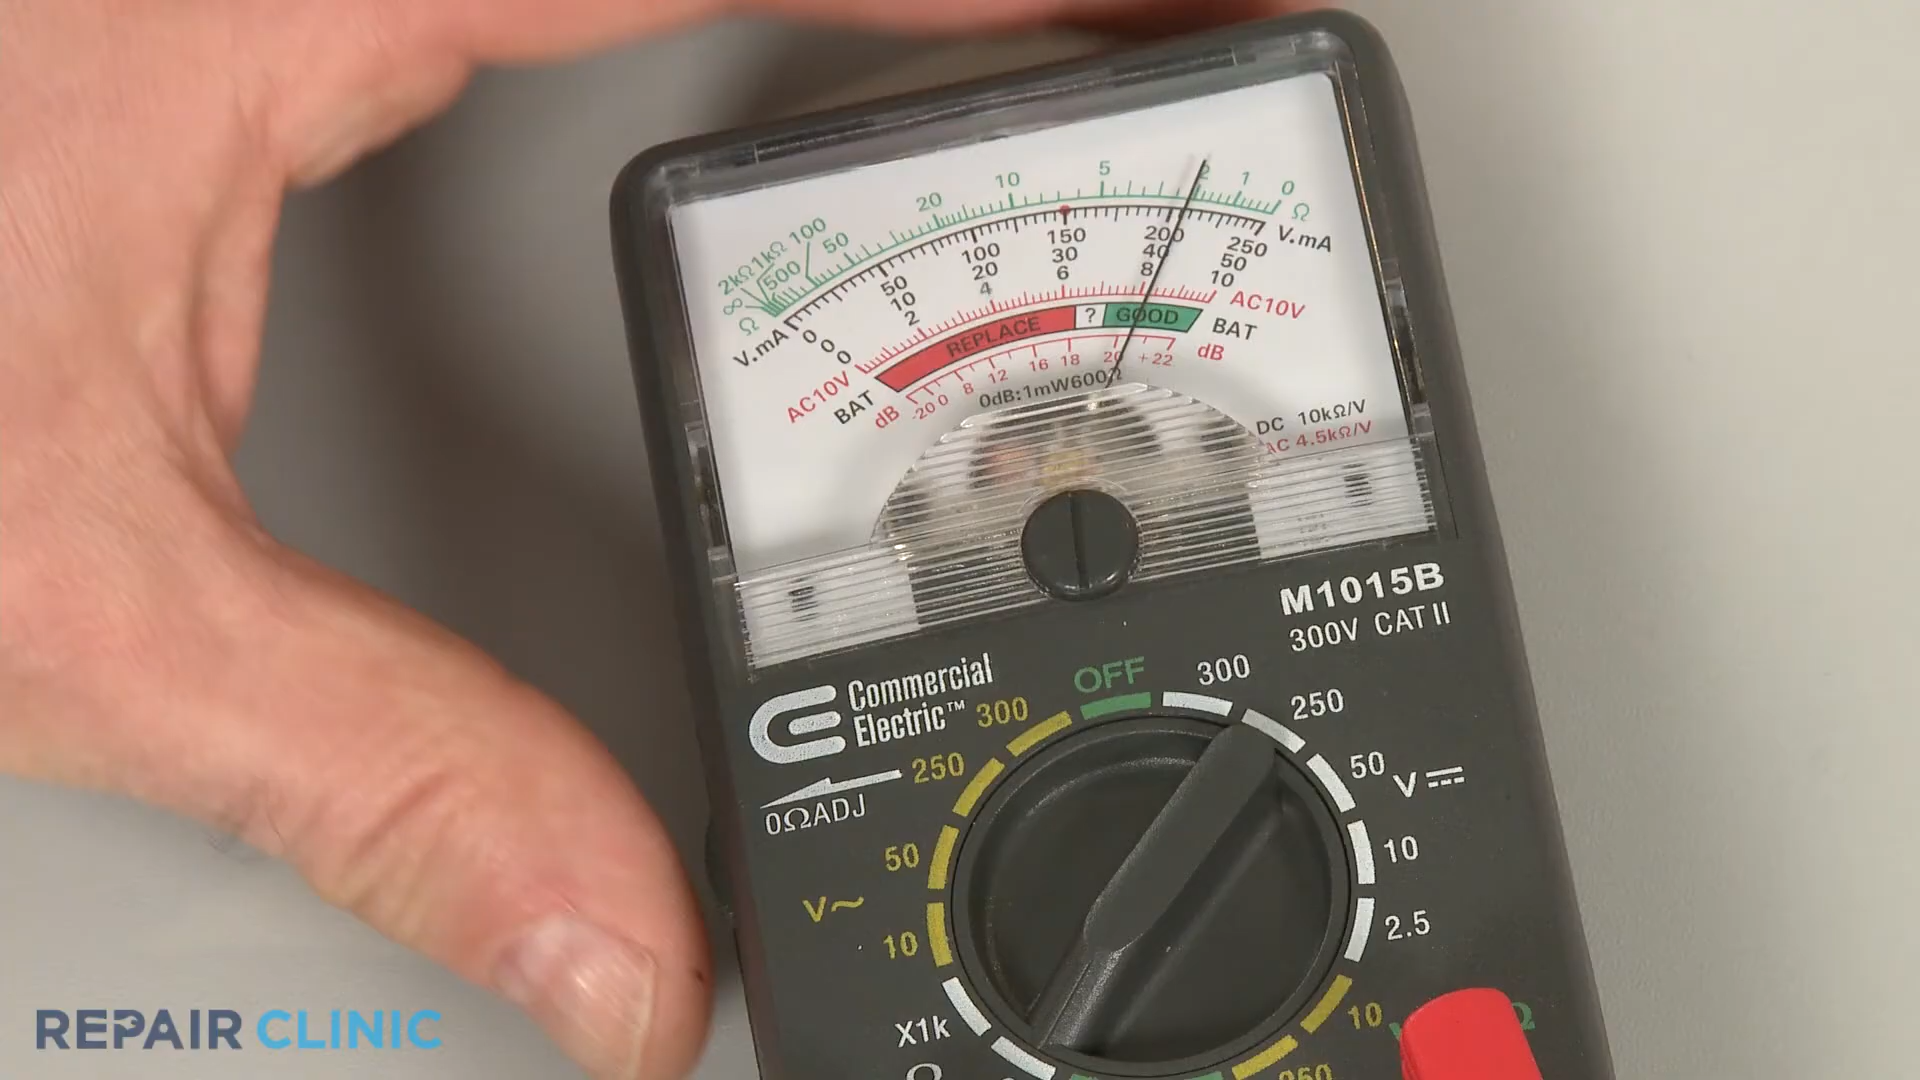 20 10 5 2 1 0 Ω
2kΩ 1kΩ 100
∞ 500 50
Ω
V.mA 0 50 100 150 200 250 V.mA
0 10 20 30 40 50
0 2 4 6 8 10
AC10V AC10V
BAT REPLACE ? GOOD BAT
dB -20 0 8 12 16 18 20 +22 dB
0dB:1mW600Ω
DC 10kΩ/V
AC 4.5kΩ/V
M1015B
300V CAT II
Commercial
Electric™
0ΩADJ
OFF
300
250
50
V⎓
10
2.5
10
250
300
250
50
V~
10
X1k
Ω
REPAIR CLINIC